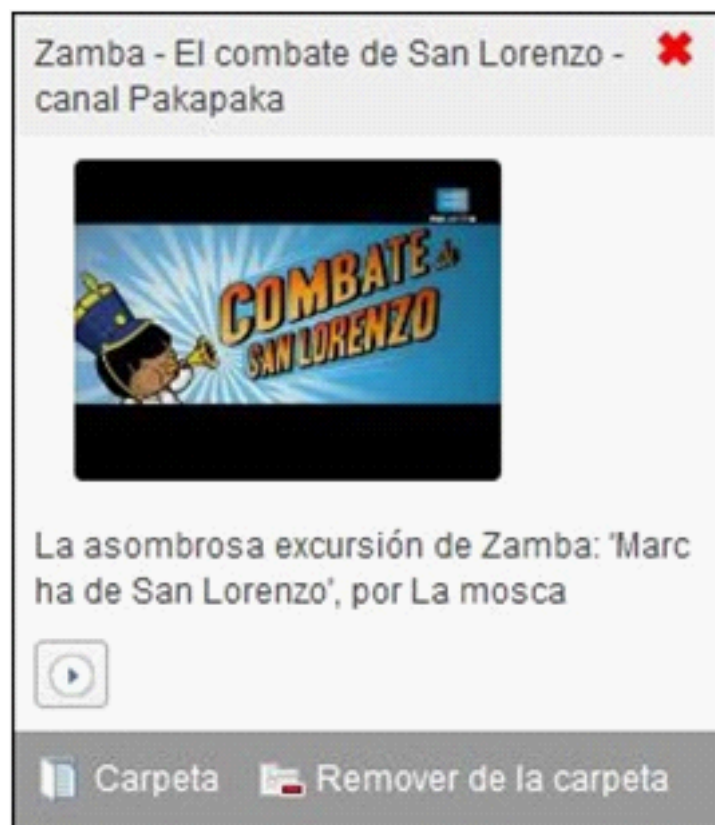 Zamba - El combate de San Lorenzo -
canal Pakapaka
COMBATE de
SAN LORENZO
La asombrosa excursión de Zamba: 'Marc
ha de San Lorenzo', por La mosca
Carpeta
Remover de la carpeta